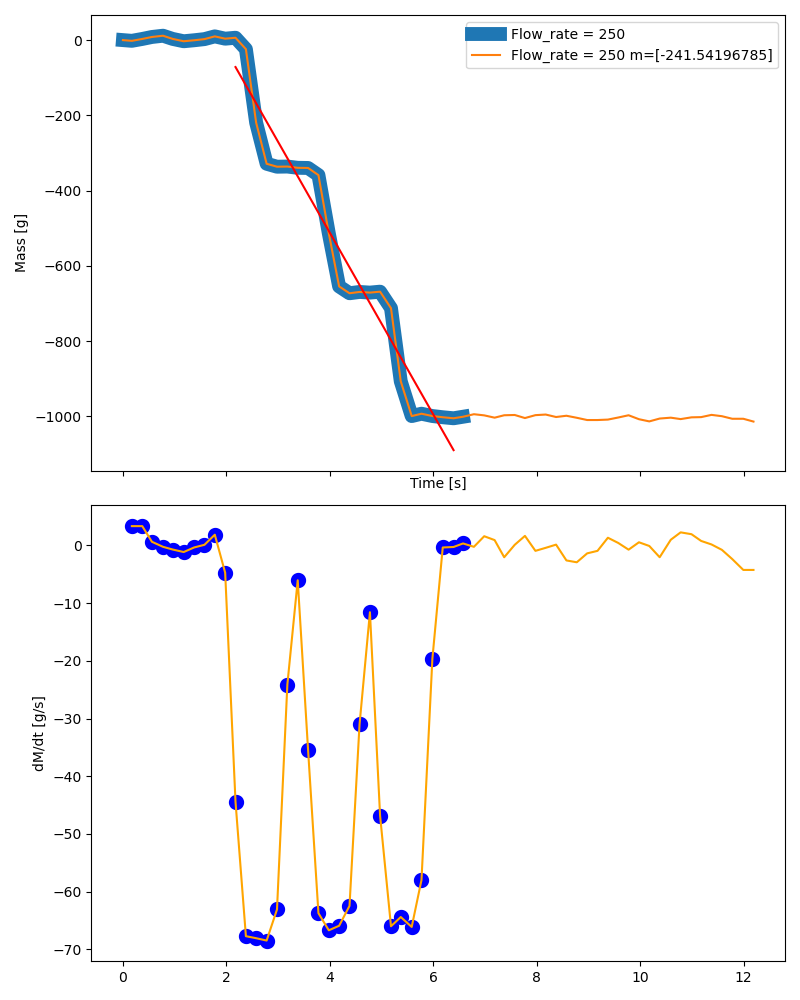 Flow_rate = 250
Flow_rate = 250 m=[-241.54196785]
0
−200
−400
−600
−800
−1000
Mass [g]
Time [s]
0
−10
−20
−30
−40
−50
−60
−70
dM/dt [g/s]
0 2 4 6 8 10 12